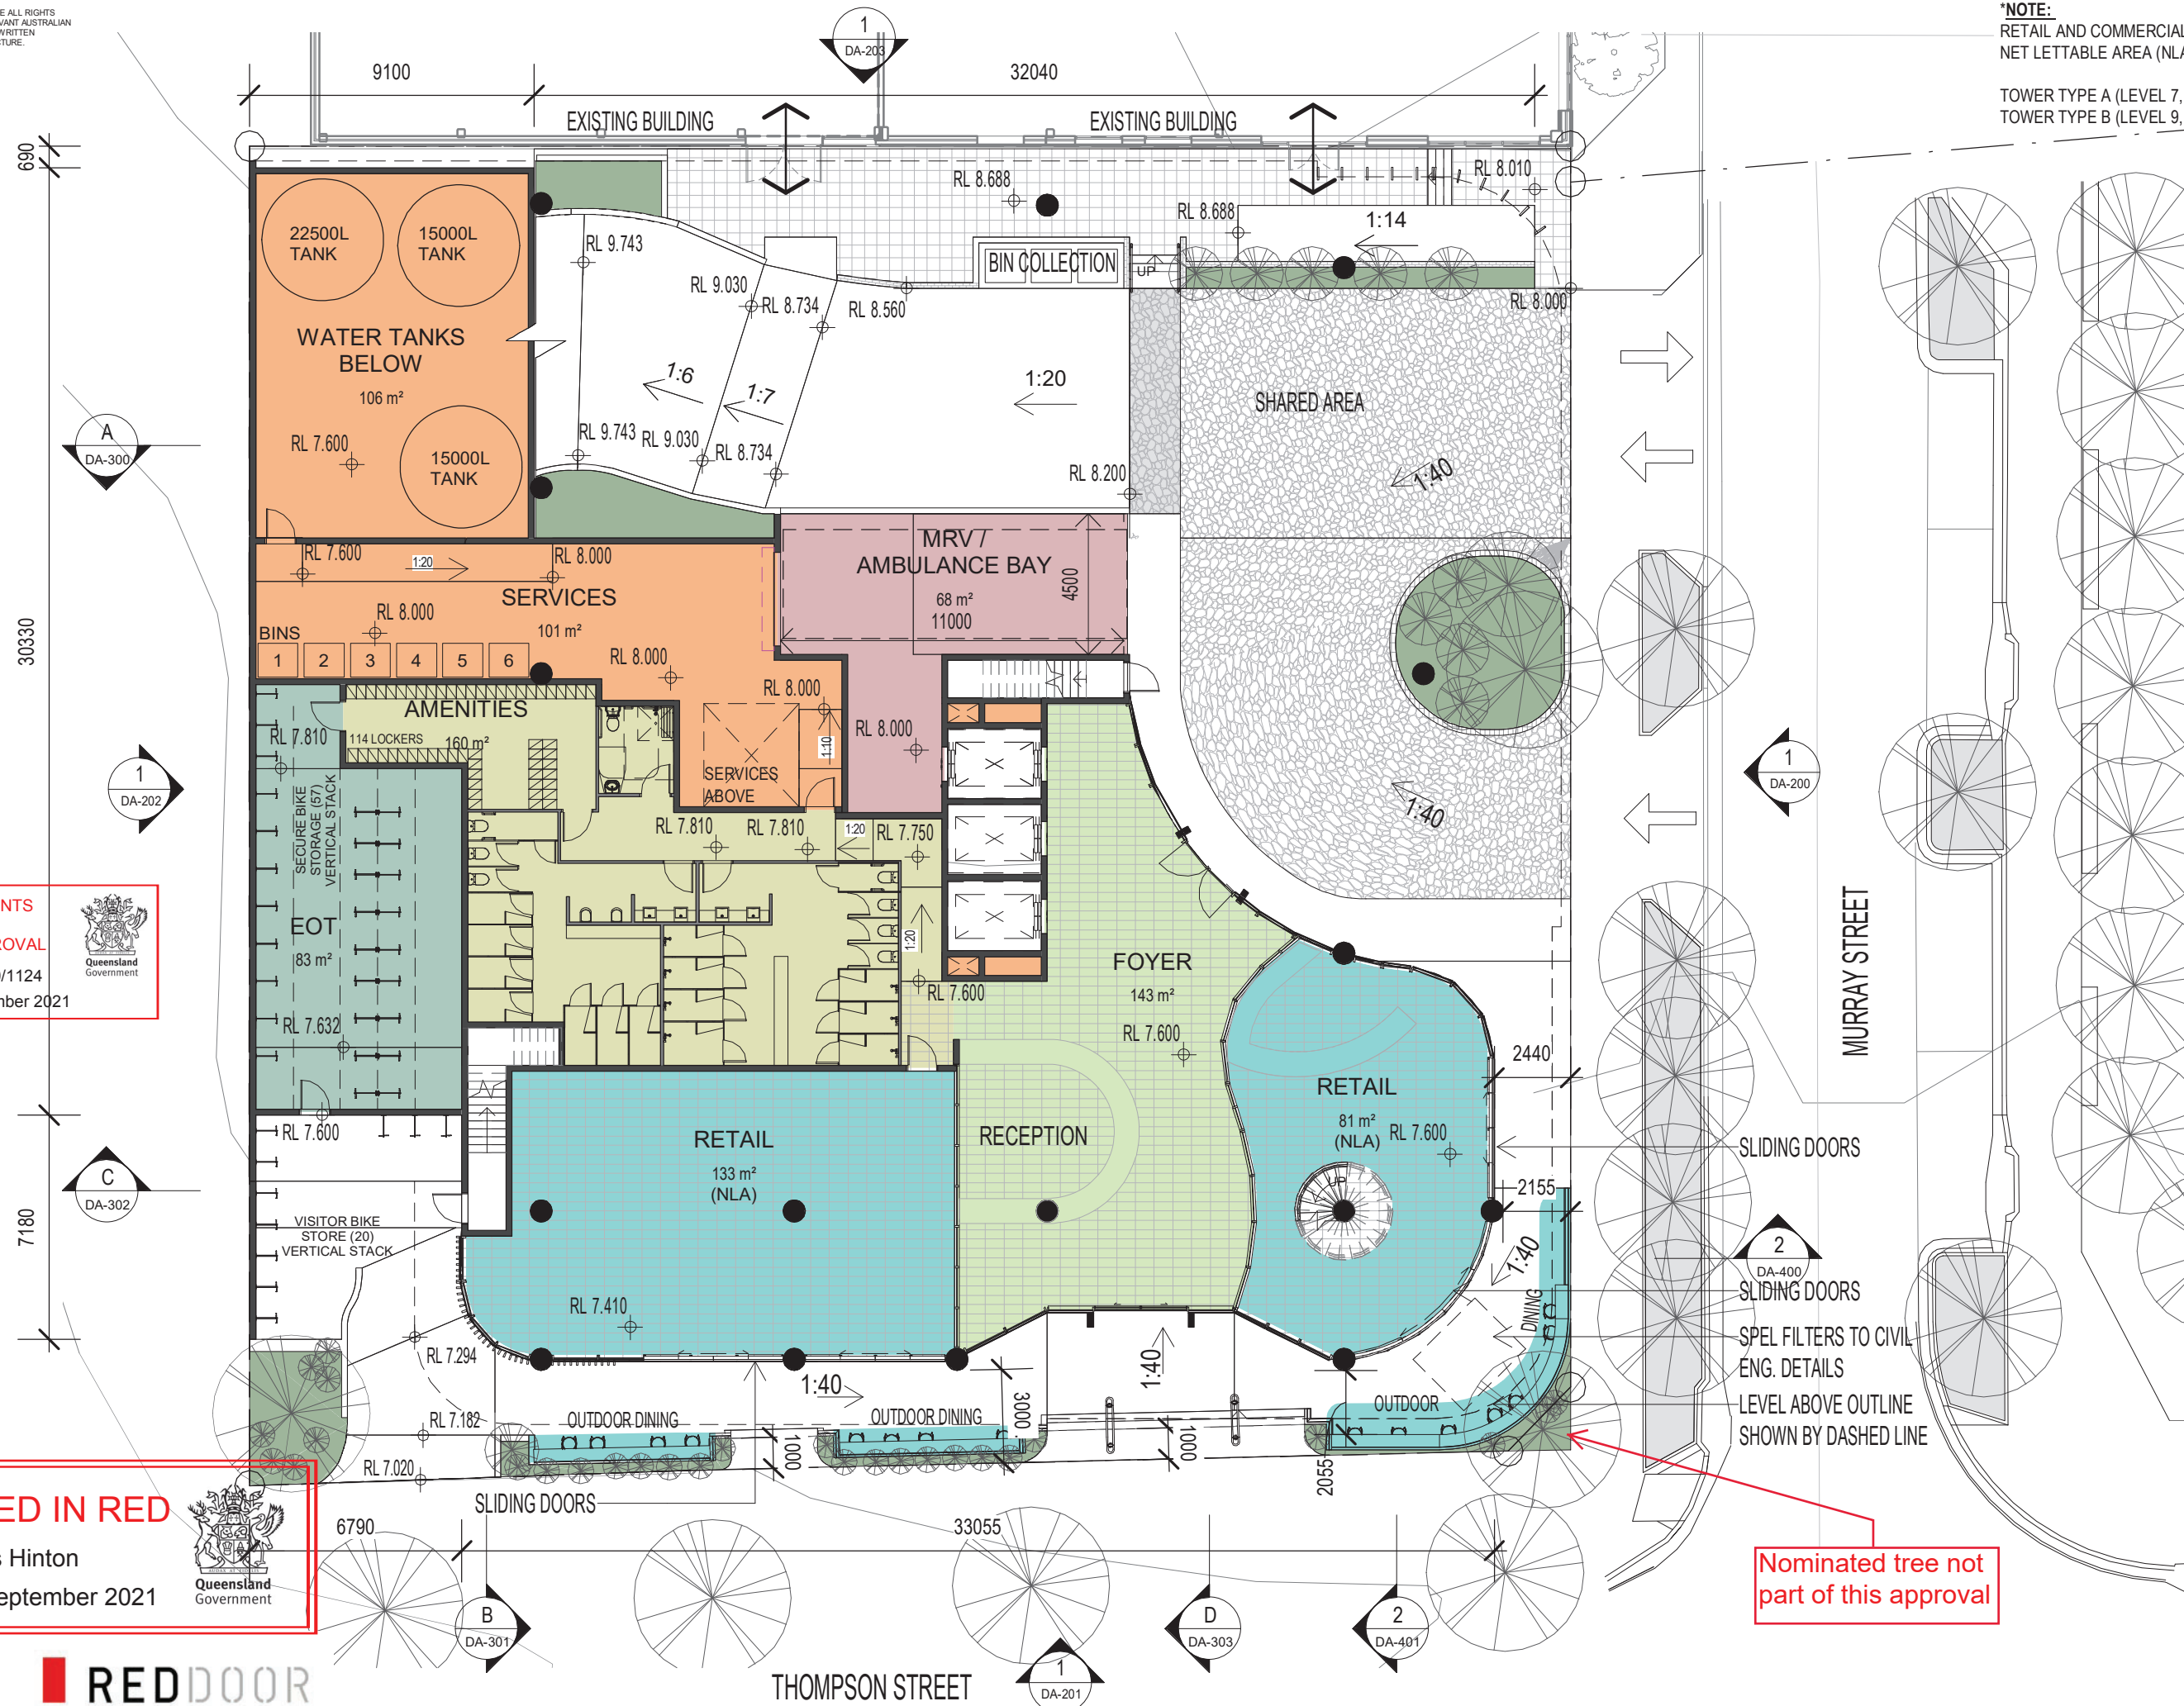 E ALL RIGHTS
VANT AUSTRALIAN
WRITTEN
CTURE.
1
DA-203
*NOTE:
RETAIL AND COMMERCIAL
NET LETTABLE AREA (NLA
TOWER TYPE A (LEVEL 7,
TOWER TYPE B (LEVEL 9,
9100
32040
EXISTING BUILDING
EXISTING BUILDING
690
RL 8.688
RL 8.010
RL 8.688
1:14
22500L
TANK
15000L
TANK
RL 9.743
BIN COLLECTION
UP
RL 9.030
RL 8.734
RL 8.560
RL 8.000
WATER TANKS
BELOW
106 m²
1:6
1:7
1:20
SHARED AREA
RL 7.600
15000L
TANK
RL 9.743
RL 9.030
RL 8.734
RL 8.200
1:40
A
DA-300
RL 7.600
1:20
RL 8.000
MRV /
AMBULANCE BAY
68 m²
11000
4500
SERVICES
101 m²
RL 8.000
BINS
1
2
3
4
5
6
RL 8.000
RL 8.000
30330
AMENITIES
160 m²
114 LOCKERS
RL 7.810
RL 8.000
1:10
SERVICES
ABOVE
1
DA-202
1
DA-200
SECURE BIKE
STORAGE (57)
VERTICAL STACK
RL 7.810
RL 7.810
1:20
RL 7.750
1:40
NTS
ROVAL
0/1124
mber 2021
Queensland
Government
EOT
83 m²
1:20
FOYER
143 m²
RL 7.600
RL 7.632
RL 7.600
MURRAY STREET
2440
RETAIL
81 m²
(NLA)
RL 7.600
RETAIL
133 m²
(NLA)
RECEPTION
RL 7.600
SLIDING DOORS
C
DA-302
UP
2155
7180
VISITOR BIKE
STORE (20)
VERTICAL STACK
2
DA-400
1:40
SLIDING DOORS
RL 7.410
DINING
SPEL FILTERS TO CIVIL
ENG. DETAILS
RL 7.294
1:40
1:40
3000
LEVEL ABOVE OUTLINE
SHOWN BY DASHED LINE
RL 7.182
OUTDOOR DINING
OUTDOOR DINING
OUTDOOR
1000
1000
2055
RL 7.020
ED IN RED
s Hinton
eptember 2021
Queensland
Government
SLIDING DOORS
6790
33055
Nominated tree not
part of this approval
B
DA-301
D
DA-303
2
DA-401
REDDOOR
THOMPSON STREET
1
DA-201